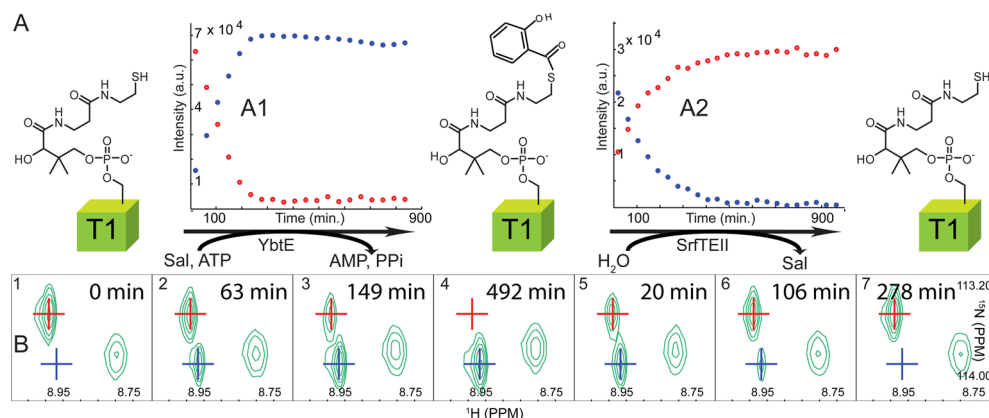 A
7 x 10⁴
4
1
Intensity (a.u.)
A1
100
Time (min.)
900
YbtE
Sal, ATP
AMP, PPi
SH
O
N
H
O
N
H
HO
O
P
O
O⁻
O
T1
OH
O
S
O
N
H
O
N
H
HO
O
P
O
O⁻
O
T1
3 x 10⁴
2
1
Intensity (a.u.)
A2
100
Time (min.)
900
SrfTEII
H₂O
Sal
SH
O
N
H
O
N
H
HO
O
P
O
O⁻
O
T1
B
1
0 min
8.95
8.75
2
63 min
8.95
8.75
3
149 min
8.95
8.75
4
492 min
8.95
8.75
5
20 min
8.95
8.75
6
106 min
8.95
8.75
7
278 min
8.95
8.75
113.20
¹⁵N (PPM)
114.00
¹H (PPM)